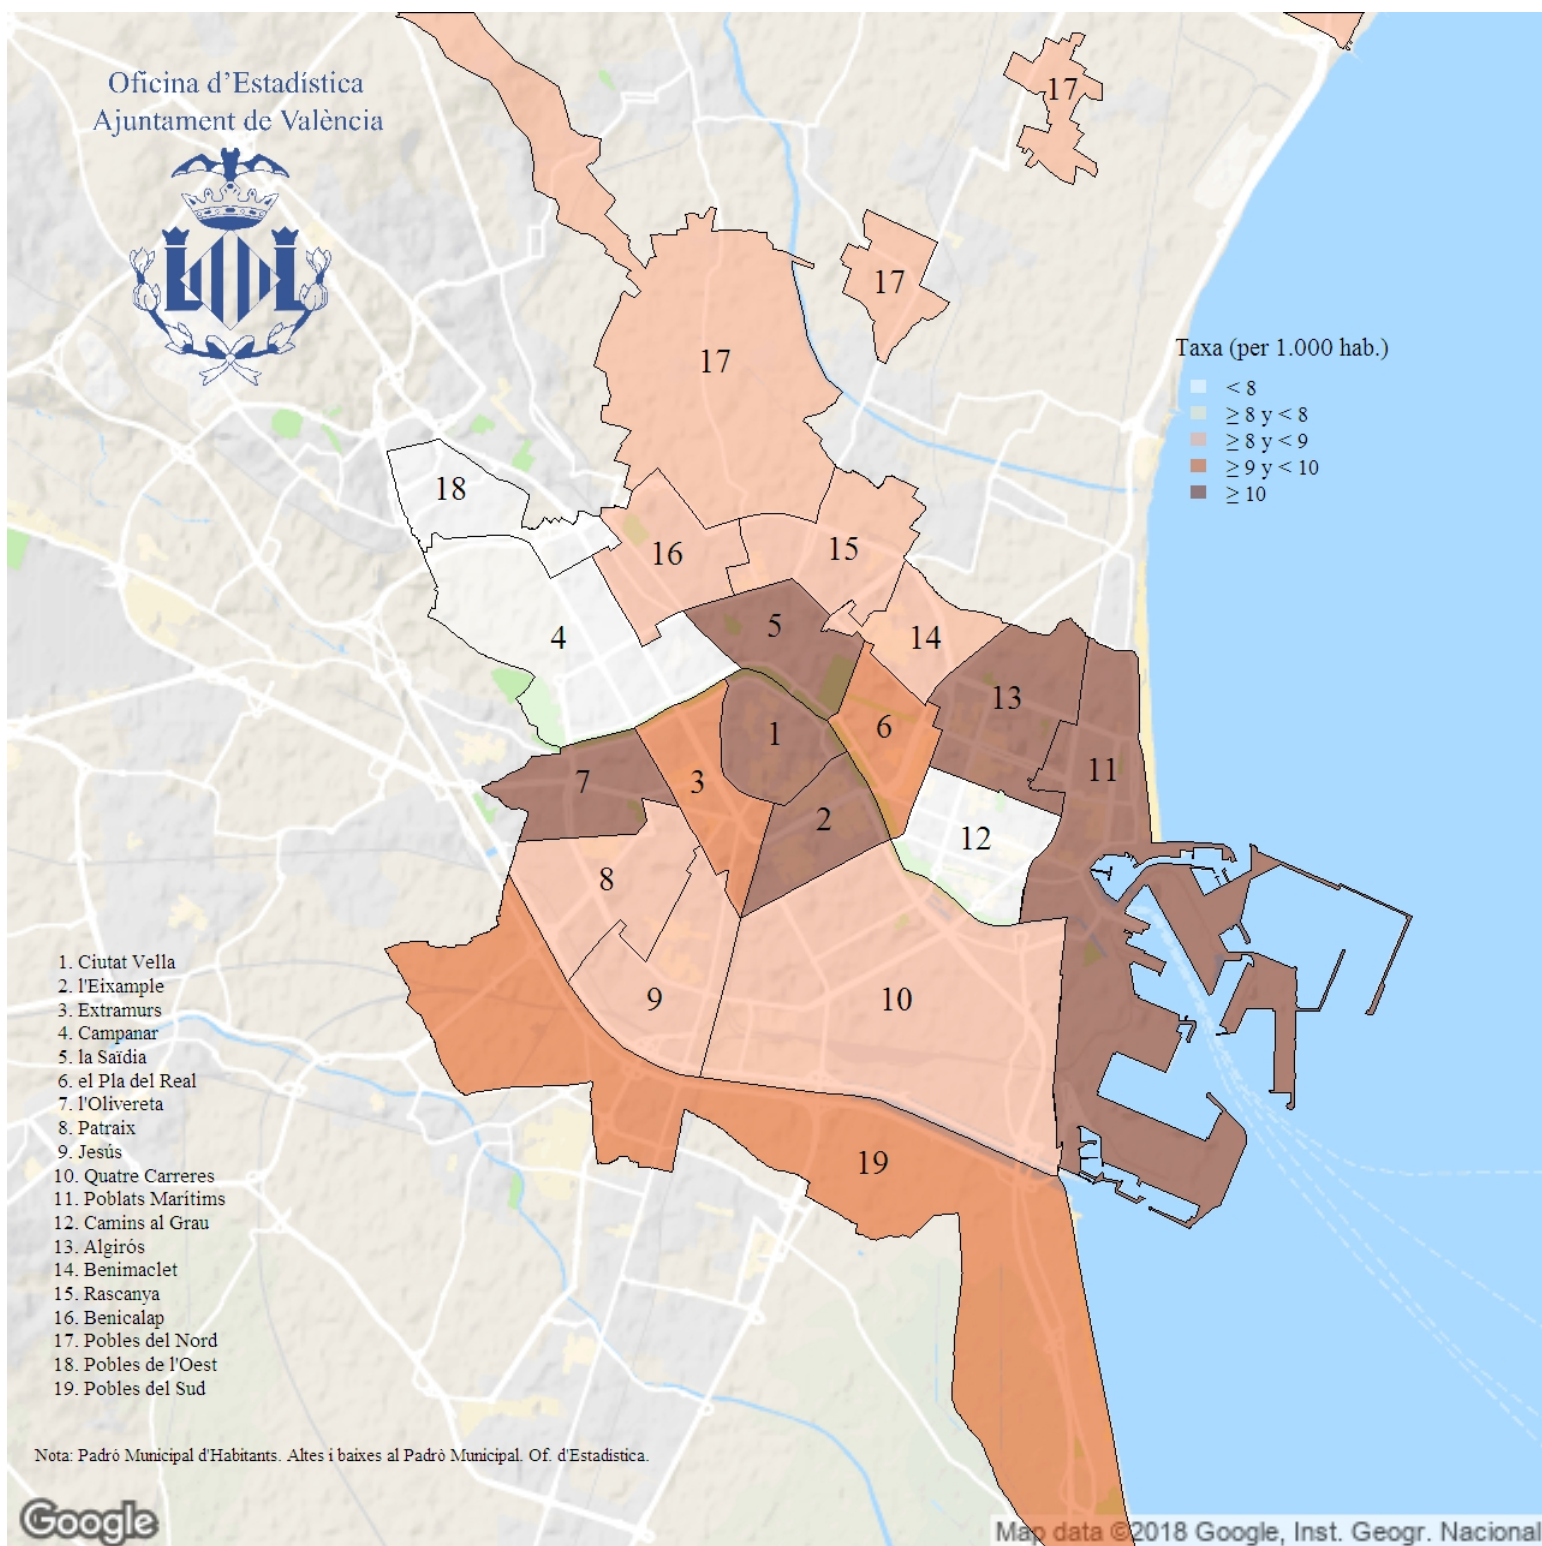 Oficina d'Estadística
Ajuntament de València
17
17
17
Taxa (per 1.000 hab.)
< 8
≥ 8 y < 8
≥ 8 y < 9
≥ 9 y < 10
≥ 10
18
16
15
4
5
14
13
6
1
11
7
3
2
12
8
9
10
19
1. Ciutat Vella
2. l'Eixample
3. Extramurs
4. Campanar
5. la Saïdia
6. el Pla del Real
7. l'Olivereta
8. Patraix
9. Jesús
10. Quatre Carreres
11. Poblats Marítims
12. Camins al Grau
13. Algirós
14. Benimaclet
15. Rascanya
16. Benicalap
17. Pobles del Nord
18. Pobles de l'Oest
19. Pobles del Sud
Nota: Padrò Municipal d'Habitants. Altes i baixes al Padrò Municipal. Of. d'Estadistica.
Google
Map data ©2018 Google, Inst. Geogr. Nacional